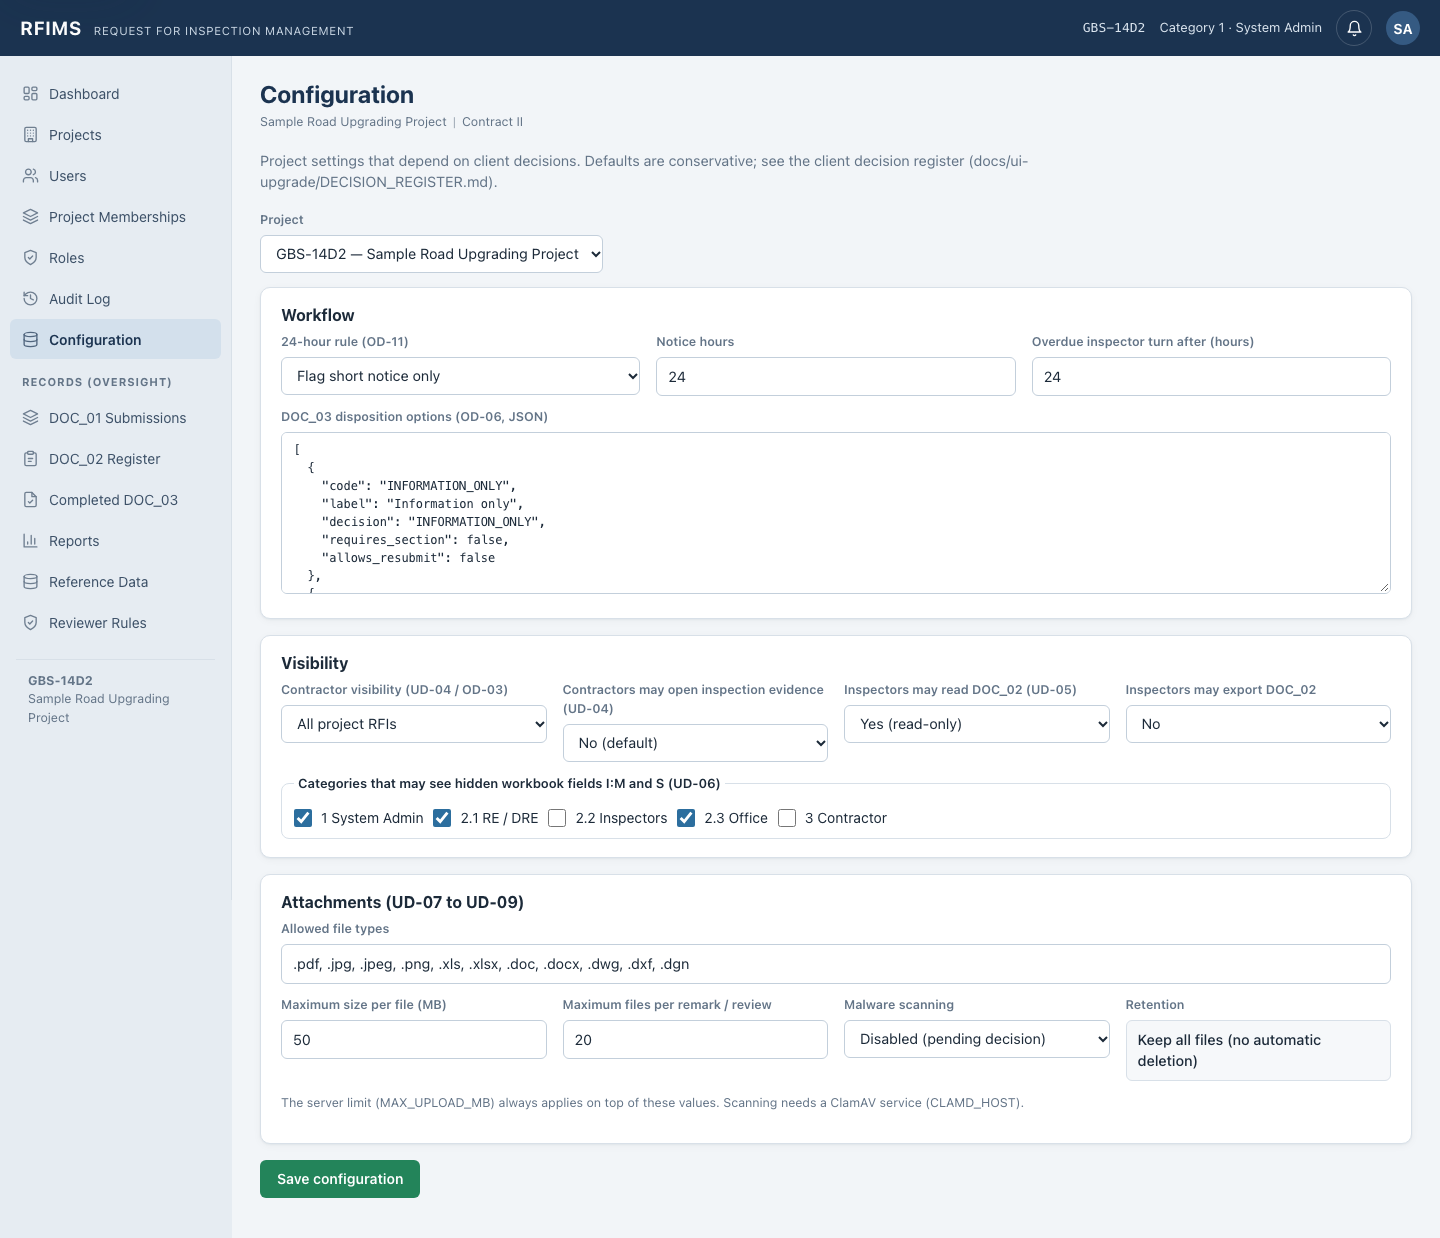 RFIMS REQUEST FOR INSPECTION MANAGEMENT
GBS-14D2 Category 1 · System Admin SA
Dashboard
Projects
Users
Project Memberships
Roles
Audit Log
Configuration
RECORDS (OVERSIGHT)
DOC_01 Submissions
DOC_02 Register
Completed DOC_03
Reports
Reference Data
Reviewer Rules
GBS-14D2
Sample Road Upgrading
Project
Configuration
Sample Road Upgrading Project | Contract II
Project settings that depend on client decisions. Defaults are conservative; see the client decision register (docs/ui-
upgrade/DECISION_REGISTER.md).
Project
GBS-14D2 — Sample Road Upgrading Project
Workflow
24-hour rule (OD-11) Notice hours Overdue inspector turn after (hours)
Flag short notice only 24 24
DOC_03 disposition options (OD-06, JSON)
[
{
"code": "INFORMATION_ONLY",
"label": "Information only",
"decision": "INFORMATION_ONLY",
"requires_section": false,
"allows_resubmit": false
},
{
Visibility
Contractor visibility (UD-04 / OD-03) Contractors may open inspection evidence Inspectors may read DOC_02 (UD-05) Inspectors may export DOC_02
(UD-04)
All project RFIs No (default) Yes (read-only) No
Categories that may see hidden workbook fields I:M and S (UD-06)
1 System Admin 2.1 RE / DRE 2.2 Inspectors 2.3 Office 3 Contractor
Attachments (UD-07 to UD-09)
Allowed file types
.pdf, .jpg, .jpeg, .png, .xls, .xlsx, .doc, .docx, .dwg, .dxf, .dgn
Maximum size per file (MB) Maximum files per remark / review Malware scanning Retention
50 20 Disabled (pending decision) Keep all files (no automatic
deletion)
The server limit (MAX_UPLOAD_MB) always applies on top of these values. Scanning needs a ClamAV service (CLAMD_HOST).
Save configuration